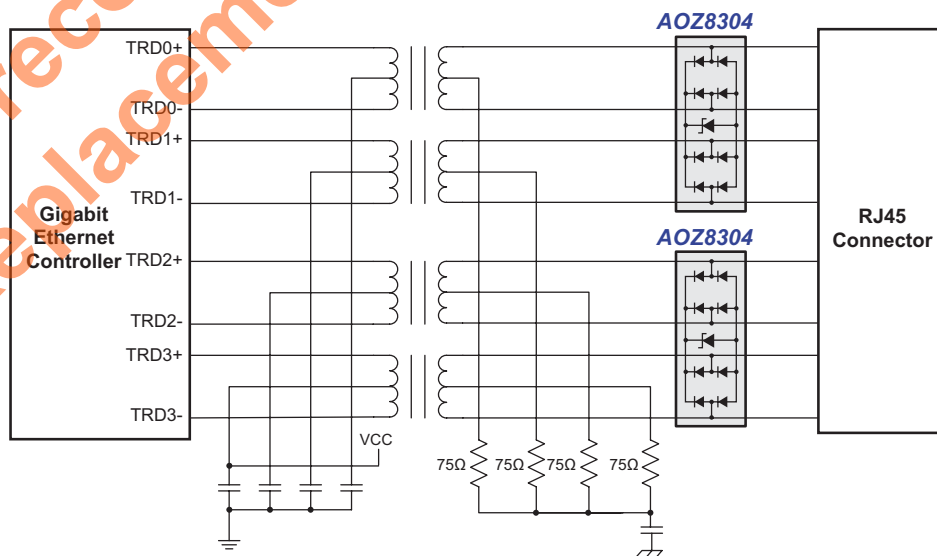 AOZ8304
TRD0+
TRD0-
TRD1+
TRD1-
Gigabit
Ethernet
Controller
TRD2+
TRD2-
TRD3+
TRD3-
AOZ8304
RJ45
Connector
VCC
75Ω
75Ω
75Ω
75Ω